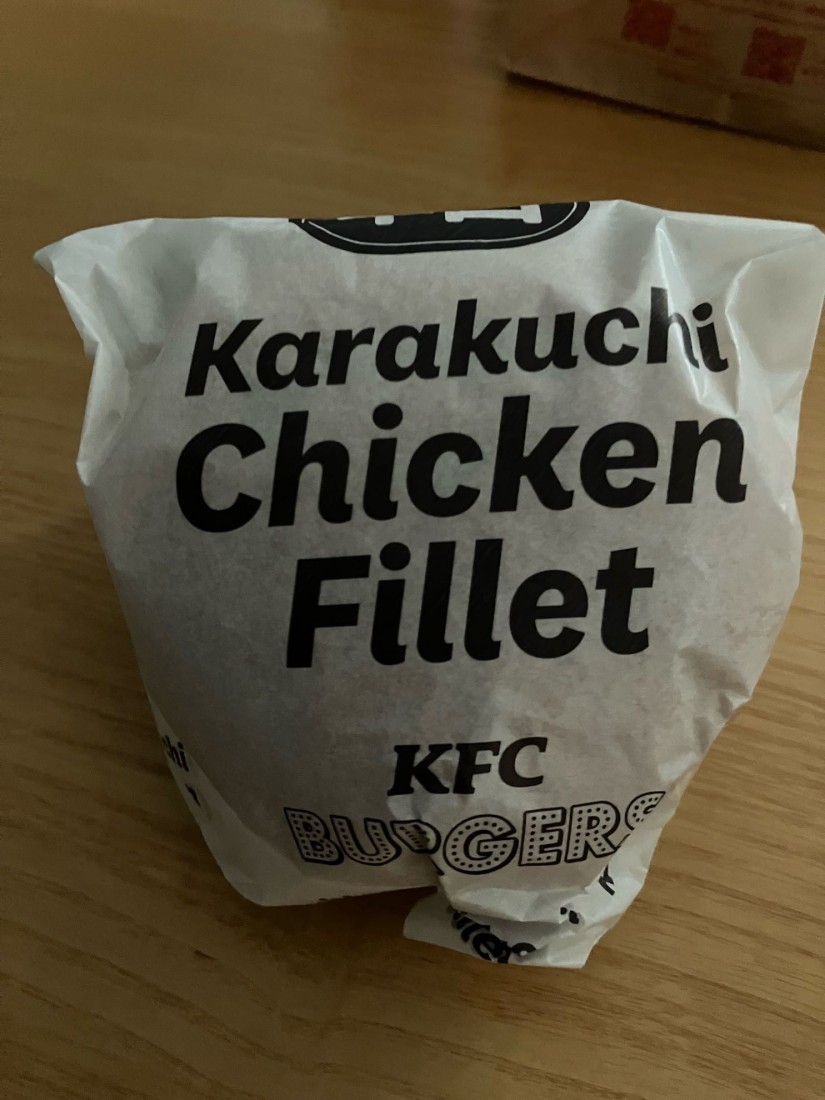 Karakuchi
Chicken
Fillet
KFC
BURGERS